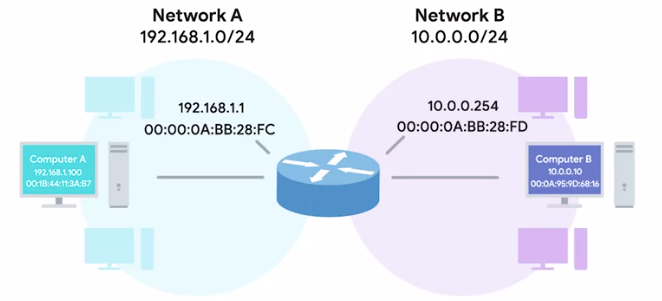 Network A
192.168.1.0/24
Network B
10.0.0.0/24
192.168.1.1
00:00:0A:BB:28:FC
10.0.0.254
00:00:0A:BB:28:FD
Computer A
192.168.1.100
00:1B:44:11:3A:B7
Computer B
10.0.0.10
00:0A:95:9D:68:16